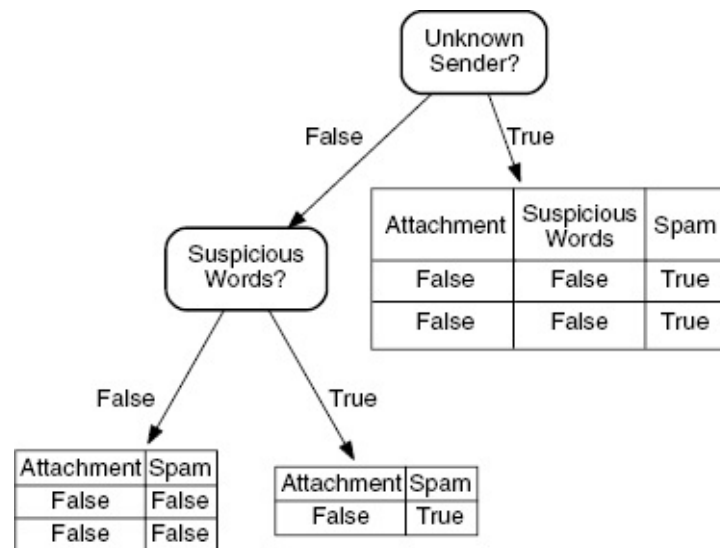 Unknown
Sender?
False
True
Attachment Suspicious Words Spam
False False True
False False True
Suspicious
Words?
False
True
Attachment Spam
False False
False False
Attachment Spam
False True